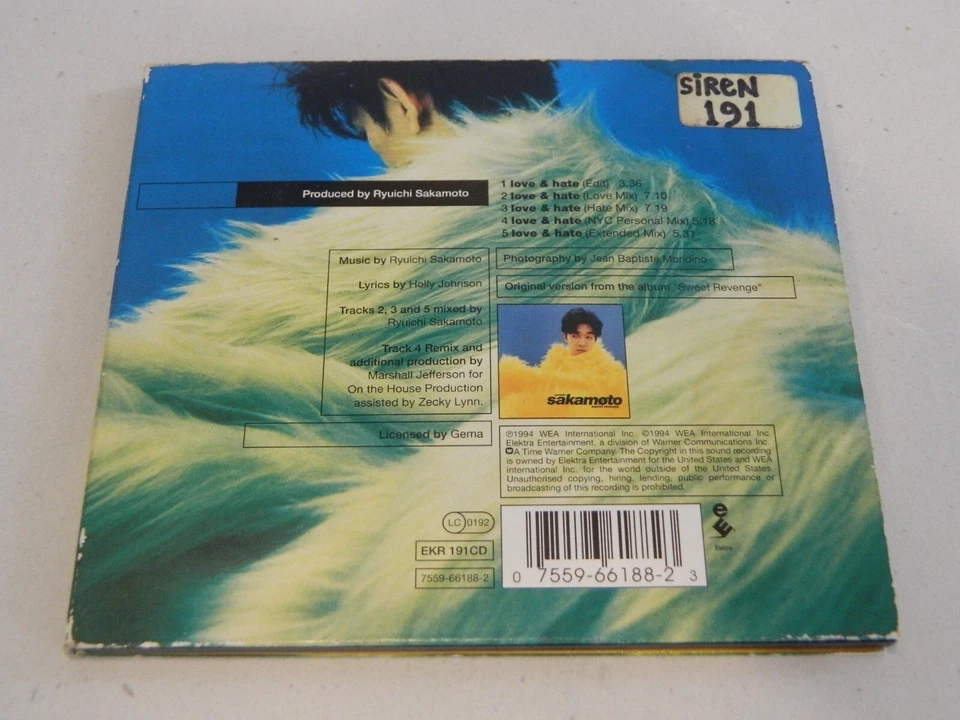 SiREN
191
Produced by Ryuichi Sakamoto
1 love & hate (Edit) 3.36
2 love & hate (Love Mix) 7.10
3 love & hate (Hate Mix) 7.19
4 love & hate (NYC Personal Mix) 5.18
5 love & hate (Extended Mix) 5.31
Music by Ryuichi Sakamoto
Lyrics by Holly Johnson
Tracks 2, 3 and 5 mixed by
Ryuichi Sakamoto
Track 4 Remix and
additional production by
Marshall Jefferson for
On the House Production
assisted by Zecky Lynn.
Licensed by Gema
Photography by Jean Baptiste Mondino
Original version from the album "Sweet Revenge"
sakamoto
sweet revenge
℗1994 WEA International Inc. ©1994 WEA International Inc
Elektra Entertainment, a division of Warner Communications Inc.
A Time Warner Company. The Copyright in this sound recording
is owned by Elektra Entertainment for the United States and WEA
international Inc. for the world outside of the United States.
Unauthorised copying, hiring, lending, public performance or
broadcasting of this recording is prohibited.
LC 0192
EKR 191CD
7559-66188-2
0 7559-66188-2 3
Elektra